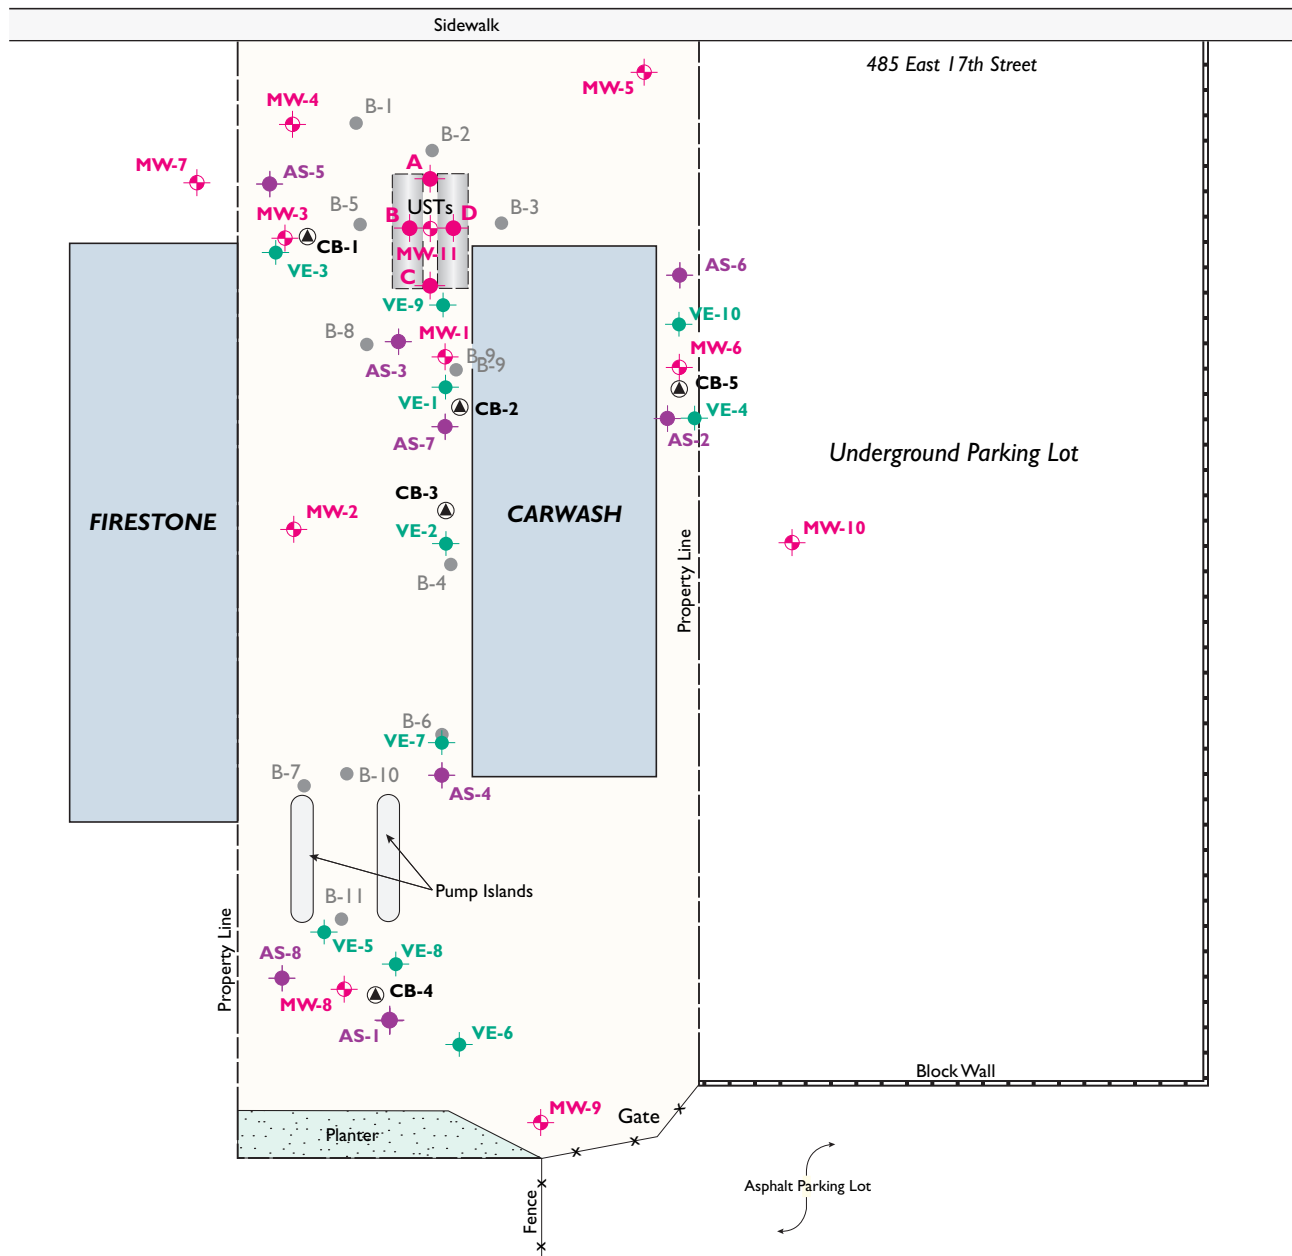 Sidewalk
485 East 17th Street
MW-5
MW-4
B-1
B-2
MW-7
AS-5
A
USTs
B
D
B-5
B-3
MW-3
CB-1
MW-11
VE-3
C
AS-6
VE-9
VE-10
B-8
MW-1
MW-6
B-9
B-9
AS-3
CB-5
VE-1
CB-2
VE-4
AS-7
AS-2
Underground Parking Lot
CB-3
MW-2
FIRESTONE
CARWASH
VE-2
MW-10
B-4
Property Line
B-6
VE-7
B-7
B-10
AS-4
Pump Islands
B-11
Property Line
VE-5
VE-8
AS-8
CB-4
MW-8
AS-1
VE-6
Block Wall
MW-9
Gate
Planter
Asphalt Parking Lot
Fence